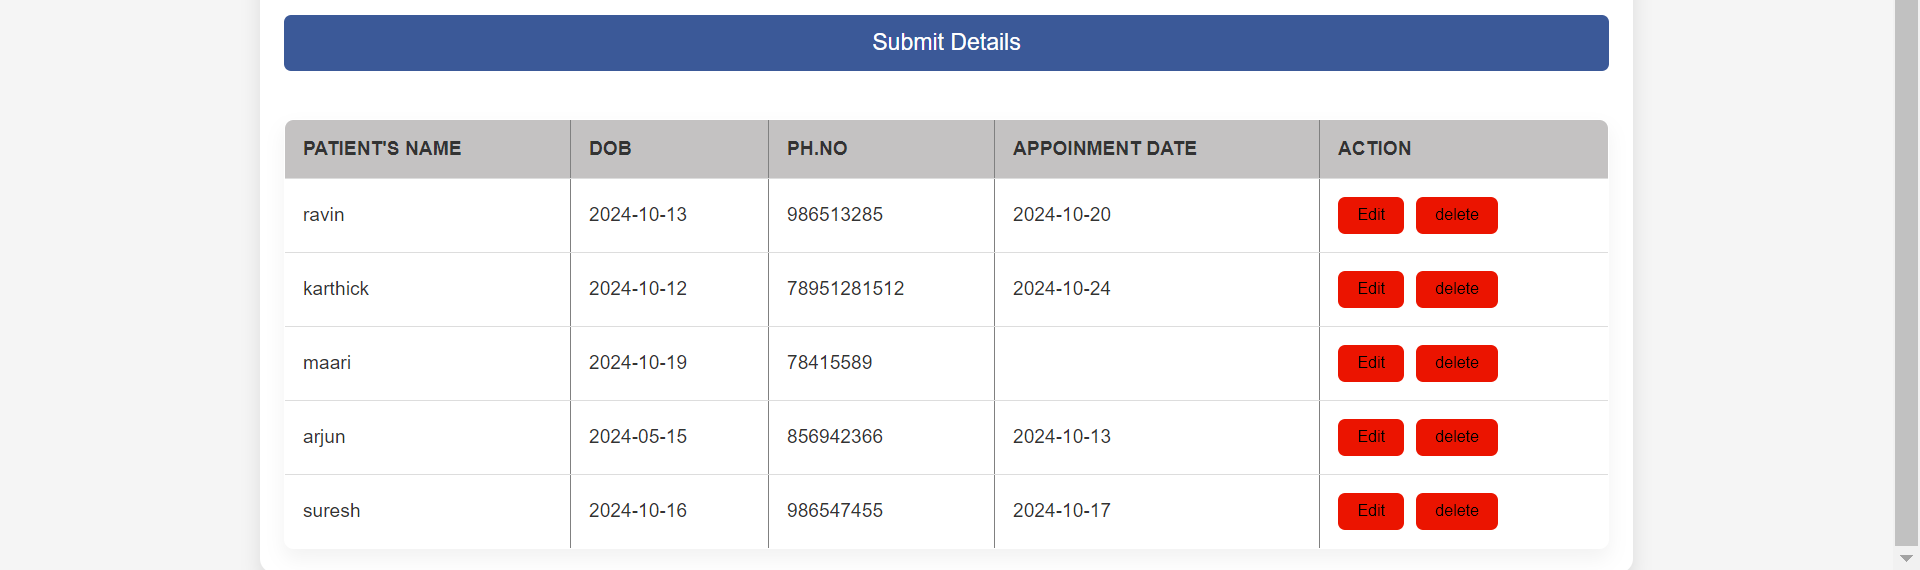 Submit Details
PATIENT'S NAME DOB PH.NO APPOINMENT DATE ACTION
ravin 2024-10-13 986513285 2024-10-20 Edit delete
karthick 2024-10-12 78951281512 2024-10-24 Edit delete
maari 2024-10-19 78415589 Edit delete
arjun 2024-05-15 856942366 2024-10-13 Edit delete
suresh 2024-10-16 986547455 2024-10-17 Edit delete